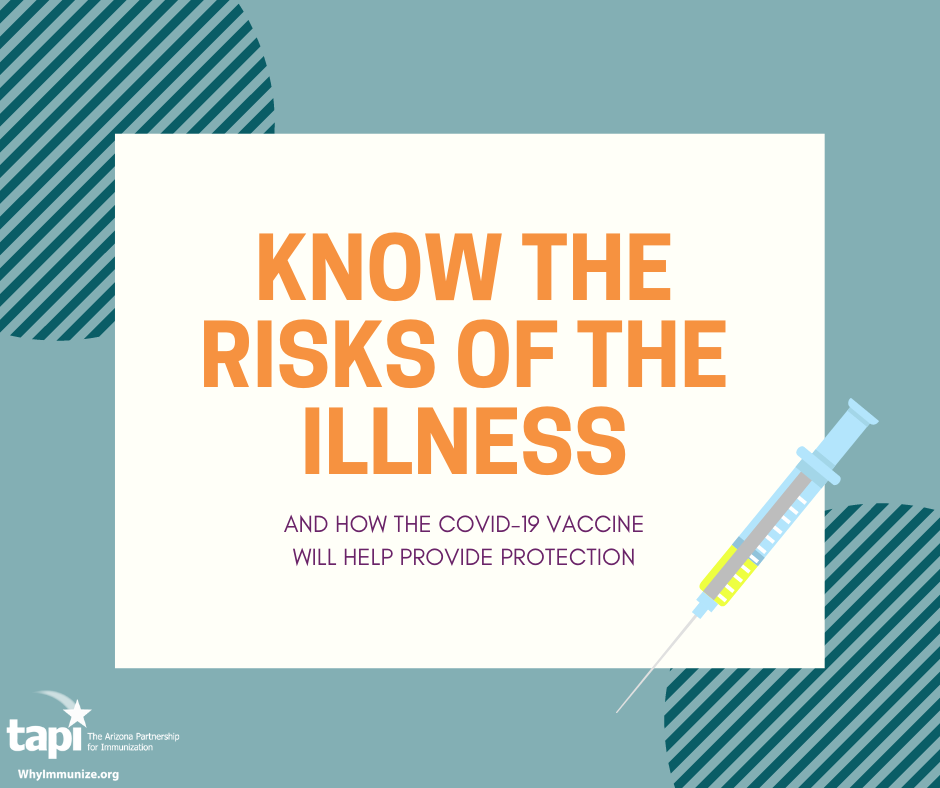 KNOW THE
RISKS OF THE
ILLNESS
AND HOW THE COVID-19 VACCINE
WILL HELP PROVIDE PROTECTION
tapi
The Arizona Partnership
for Immunization
WhyImmunize.org